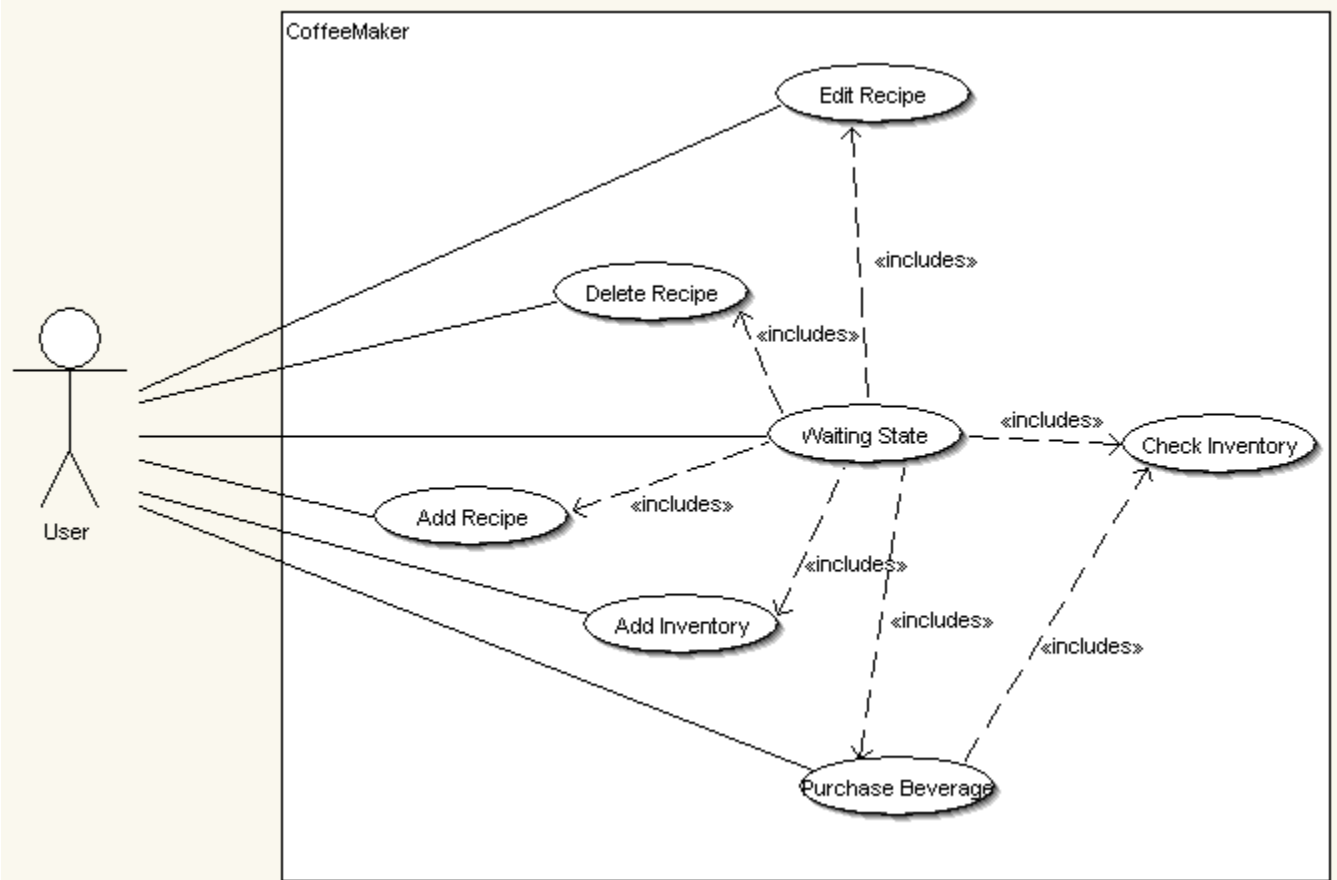 CoffeeMaker
Edit Recipe
«includes»
Delete Recipe
«includes»
«includes»
Waiting State
Check Inventory
«includes»
Add Recipe
User
«includes»
Add Inventory
«includes»
«includes»
Purchase Beverage